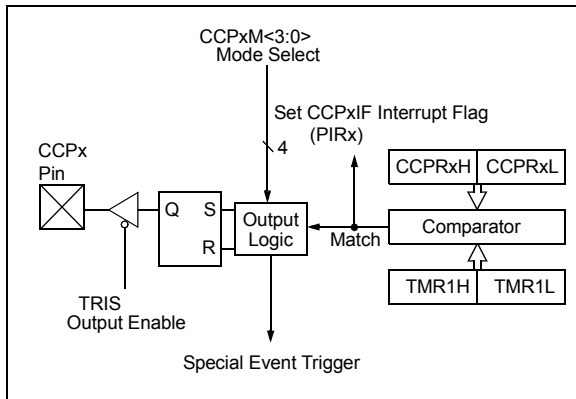 CCPxM<3:0>
Mode Select
Set CCPxIF Interrupt Flag
(PIRx)
4
CCPx
Pin
CCPRxH CCPRxL
Q S
R
Output
Logic
Match
Comparator
TRIS
Output Enable
TMR1H TMR1L
Special Event Trigger